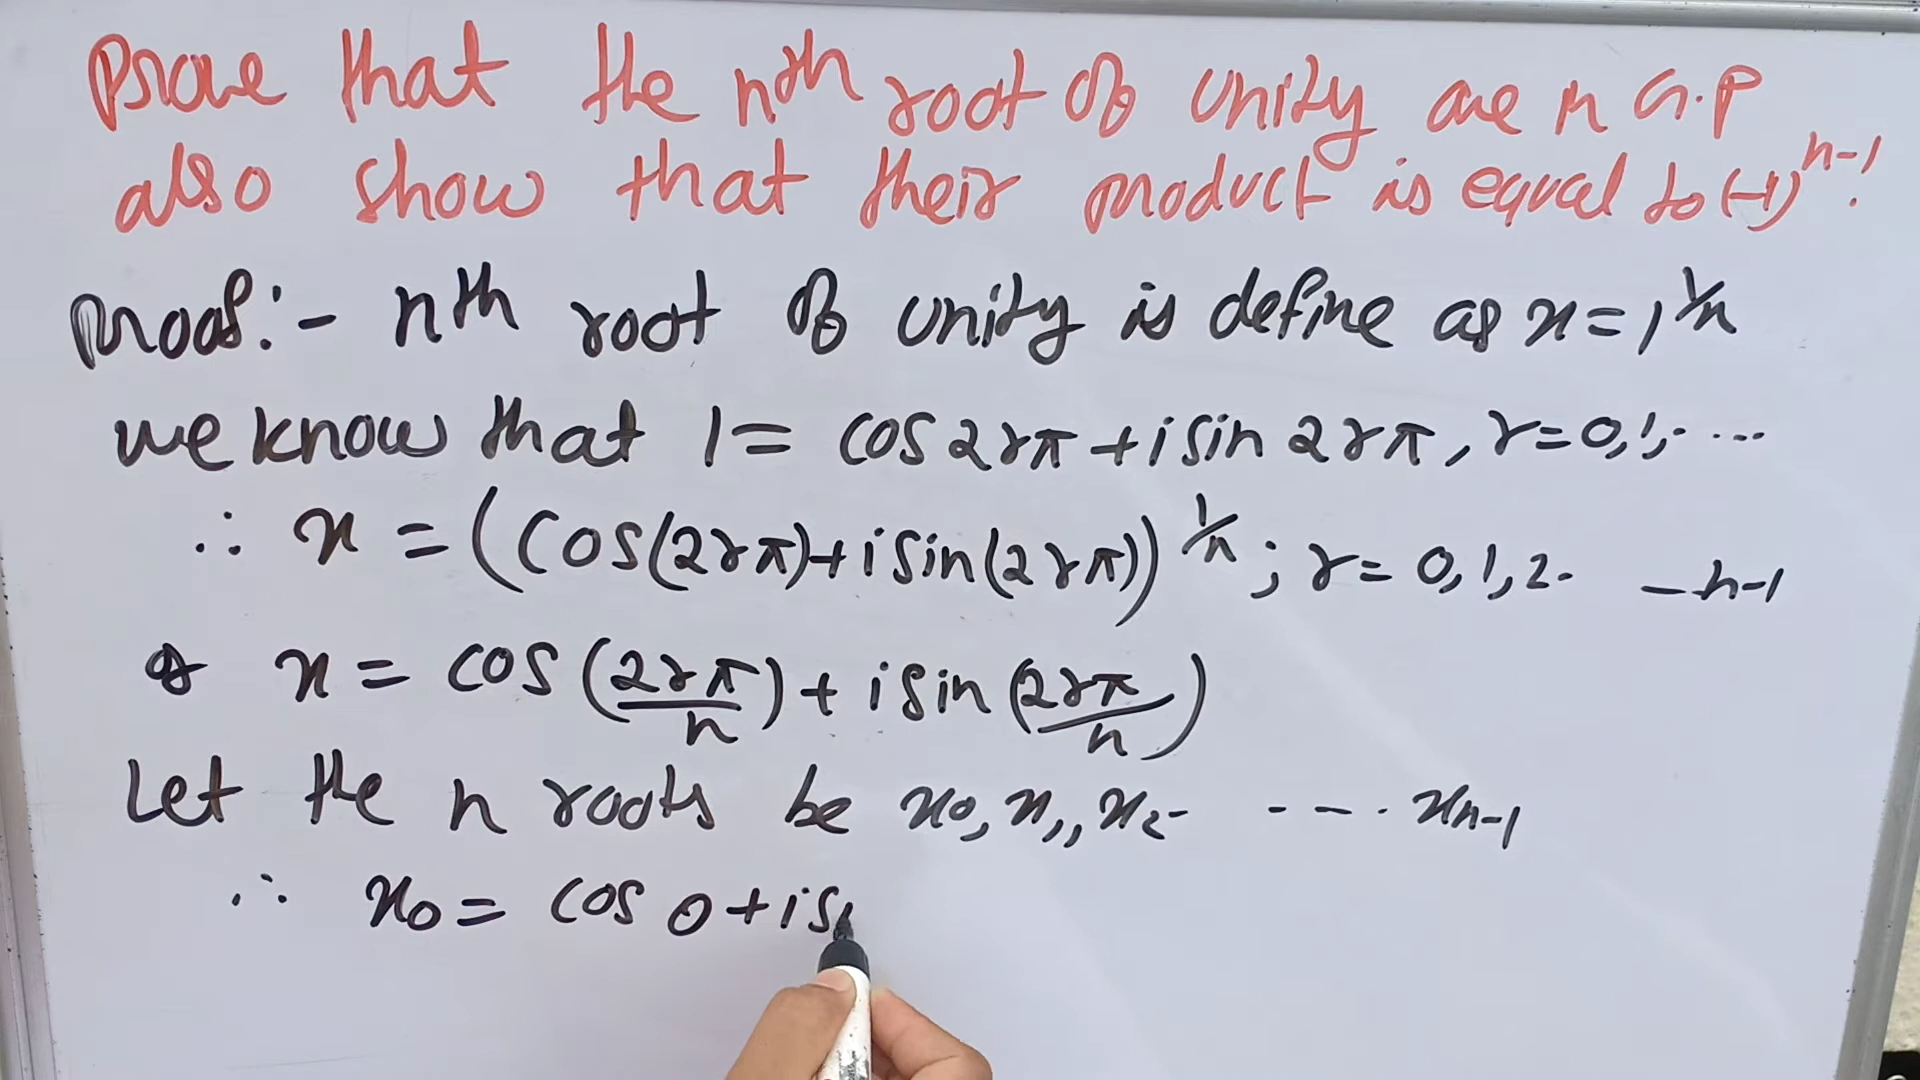 Prove that the nth root of unity are in G.P
also show that their product is equal to (-1)^{n-1}.
Proof:- nth root of unity is define as x = 1^{1/n}
we know that 1 = cos 2rπ + i sin 2rπ, r = 0, 1, ....
∴ x = (cos(2rπ) + i sin(2rπ))^{1/n} ; r = 0, 1, 2. _ n-1
or x = cos (2rπ/n) + i sin (2rπ/n)
Let the n roots be x₀, x₁,, x₂- - - - . xₙ₋₁
∴ x₀ = cos 0 + i si